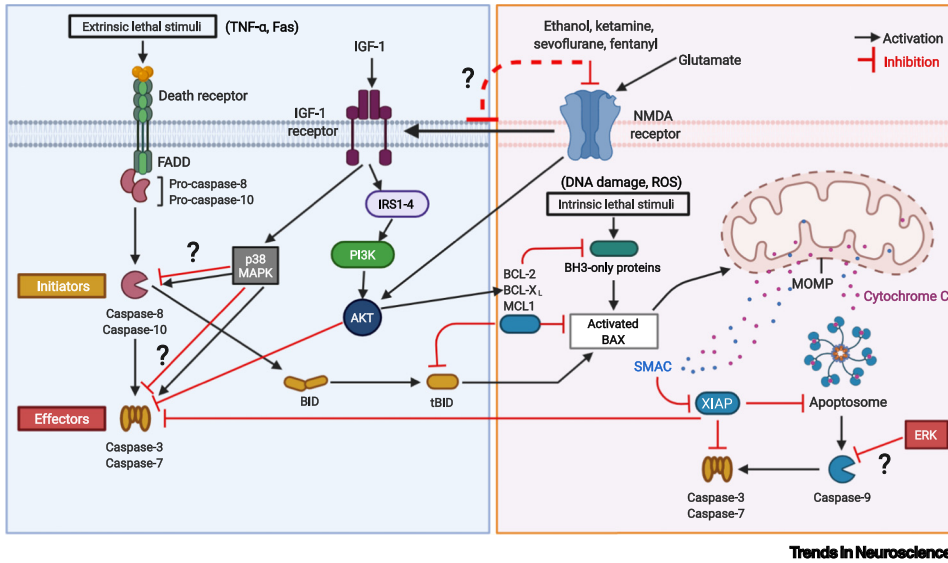 Extrinsic lethal stimuli
(TNF-α, Fas)
Death receptor
FADD
Pro-caspase-8
Pro-caspase-10
IGF-1
IGF-1
receptor
IRS1-4
PI3K
AKT
p38
MAPK
?
?
Initiators
Caspase-8
Caspase-10
Effectors
Caspase-3
Caspase-7
BID
tBID
?
Ethanol, ketamine,
sevoflurane, fentanyl
Glutamate
Activation
Inhibition
NMDA
receptor
(DNA damage, ROS)
Intrinsic lethal stimuli
BH3-only proteins
BCL-2
BCL-XL
MCL1
Activated
BAX
MOMP
Cytochrome C
SMAC
XIAP
Apoptosome
ERK
?
Caspase-3
Caspase-7
Caspase-9
Trends in Neuroscience